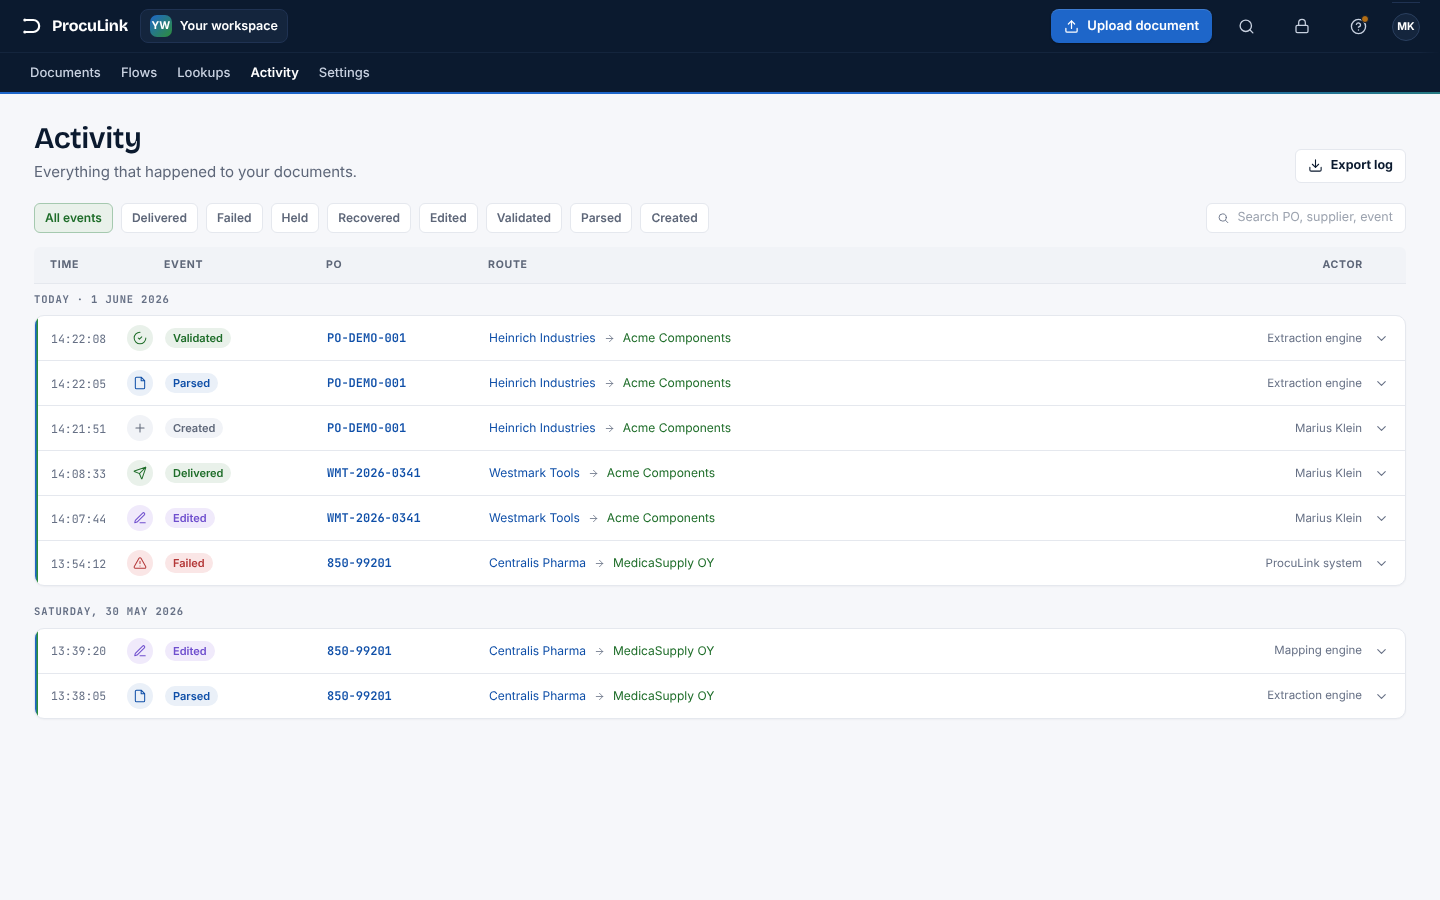 ProcuLink YW Your workspace Upload document MK
Documents Flows Lookups Activity Settings
Activity
Everything that happened to your documents.
Export log
All events Delivered Failed Held Recovered Edited Validated Parsed Created Search PO, supplier, event
TIME EVENT PO ROUTE ACTOR
TODAY · 1 JUNE 2026
14:22:08 Validated PO-DEMO-001 Heinrich Industries → Acme Components Extraction engine
14:22:05 Parsed PO-DEMO-001 Heinrich Industries → Acme Components Extraction engine
14:21:51 Created PO-DEMO-001 Heinrich Industries → Acme Components Marius Klein
14:08:33 Delivered WMT-2026-0341 Westmark Tools → Acme Components Marius Klein
14:07:44 Edited WMT-2026-0341 Westmark Tools → Acme Components Marius Klein
13:54:12 Failed 850-99201 Centralis Pharma → MedicaSupply OY ProcuLink system
SATURDAY, 30 MAY 2026
13:39:20 Edited 850-99201 Centralis Pharma → MedicaSupply OY Mapping engine
13:38:05 Parsed 850-99201 Centralis Pharma → MedicaSupply OY Extraction engine